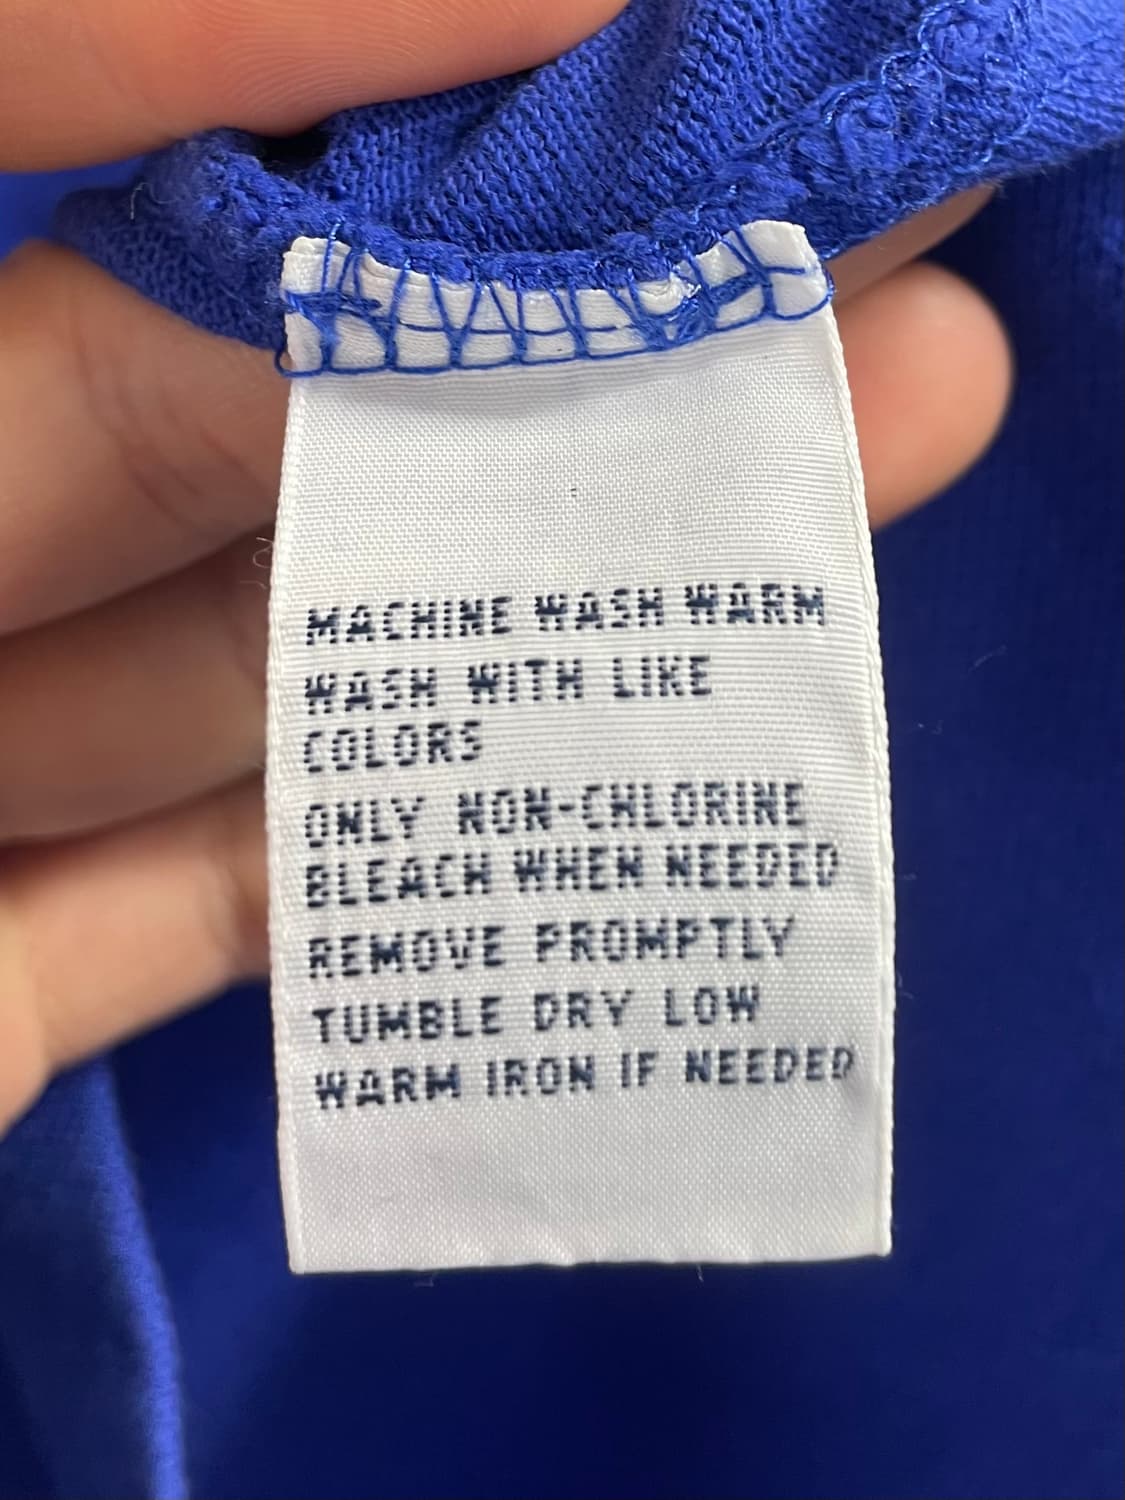 MACHINE WASH WARM
WASH WITH LIKE
COLORS
ONLY NON-CHLORINE
BLEACH WHEN NEEDED
REMOVE PROMPTLY
TUMBLE DRY LOW
WARM IRON IF NEEDED